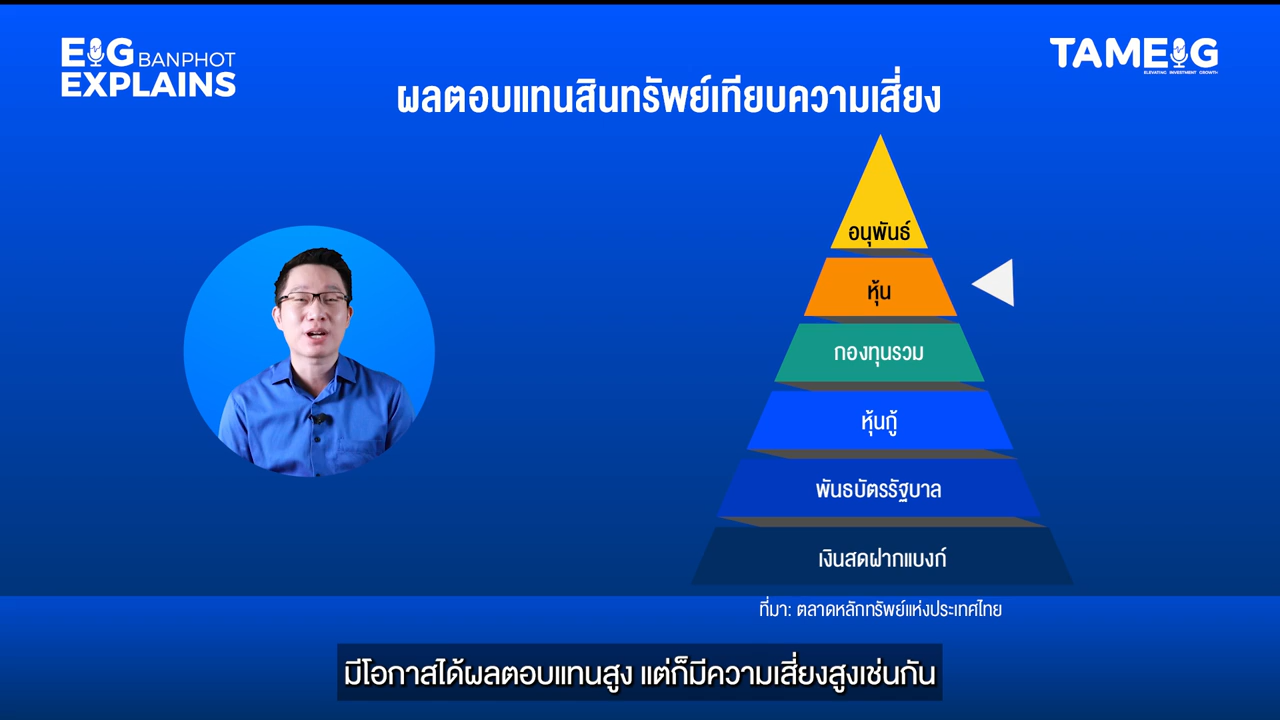 EIG BANPHOT
EXPLAINS
TAMEIG
ELEVATING INVESTMENT GROWTH
ผลตอบแทนสินทรัพย์เทียบความเสี่ยง
อนุพันธ์
หุ้น
กองทุนรวม
หุ้นกู้
พันธบัตรรัฐบาล
เงินสดฝากแบงก์
ที่มา: ตลาดหลักทรัพย์แห่งประเทศไทย
มีโอกาสได้ผลตอบแทนสูง แต่ก็มีความเสี่ยงสูงเช่นกัน